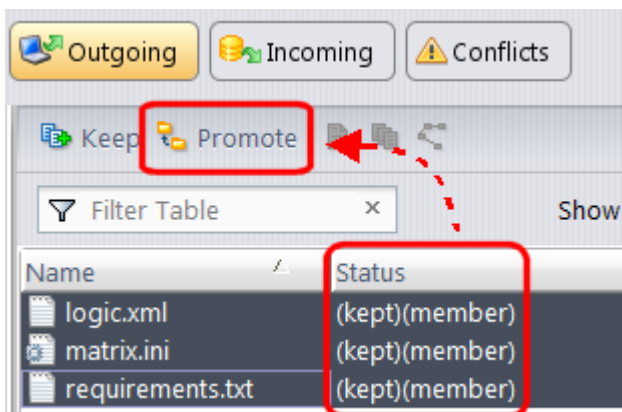 Outgoing Incoming Conflicts
Keep Promote
Filter Table × Show
Name Status
logic.xml (kept)(member)
matrix.ini (kept)(member)
requirements.txt (kept)(member)